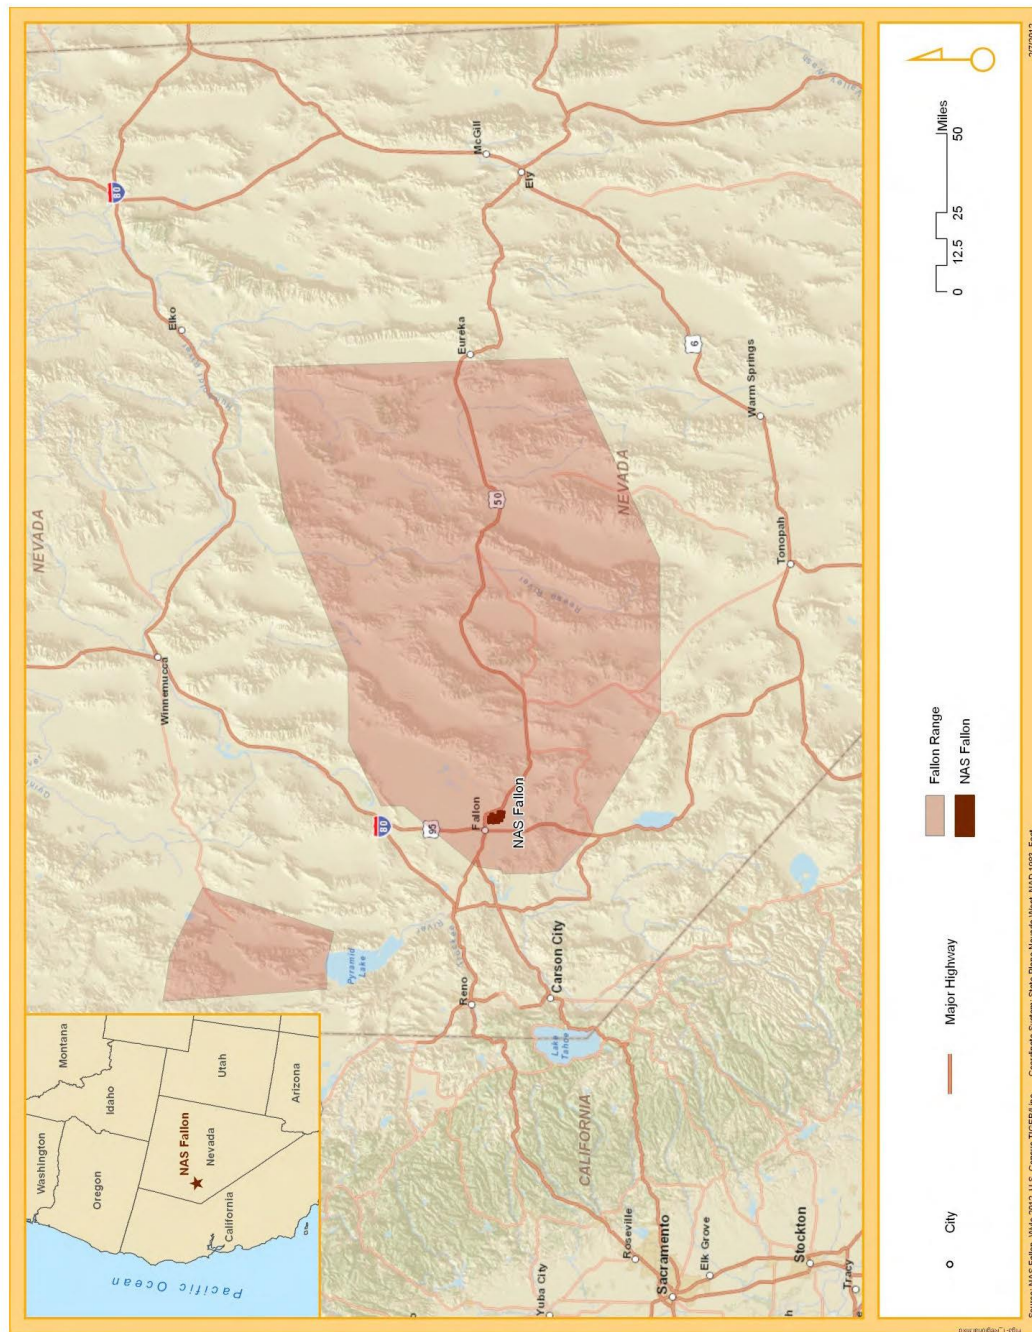 Washington
Montana
Oregon
Idaho
NAS Fallon
Nevada
Utah
California
Arizona
Pacific Ocean
NEVADA
80
Winnemucca
Elko
Pyramid
Lake
River
80
95
Fallon
NAS Fallon
Reno
Carson City
Lake
Tahoe
Reese River
50
Eureka
McGill
Ely
NEVADA
6
Warm Springs
Tonopah
CALIFORNIA
Yuba City
Roseville
Sacramento
Elk Grove
Stockton
Tracy
City
Major Highway
Fallon Range
NAS Fallon
0 12.5 25 50
Miles